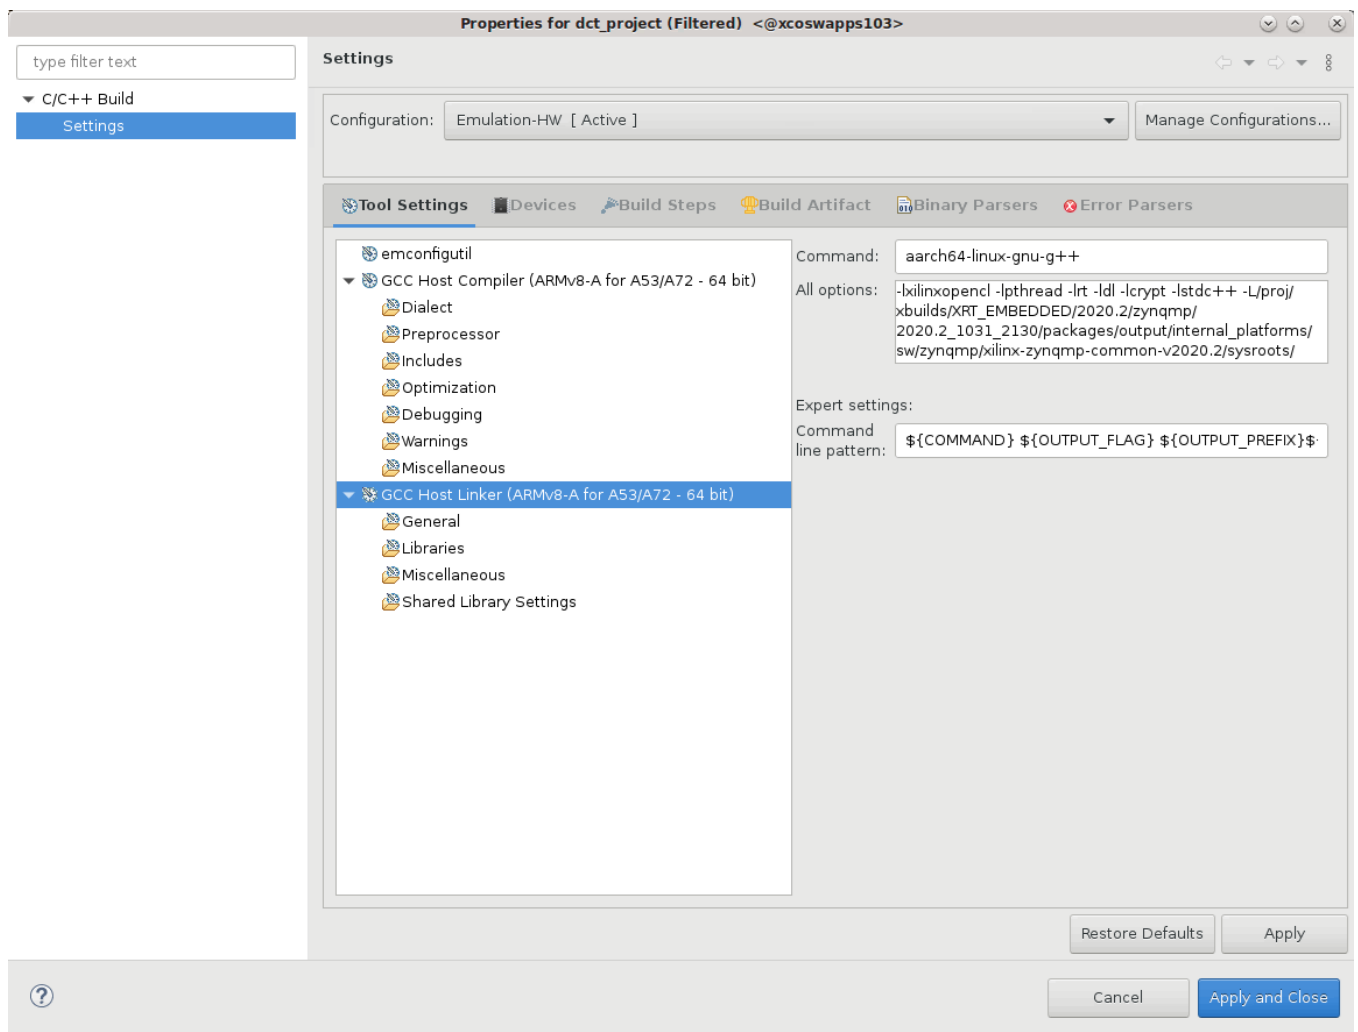 Properties for dct_project (Filtered) <@xcoswapps103>
type filter text
C/C++ Build
Settings
Settings
Configuration:
Emulation-HW [ Active ]
Manage Configurations...
Tool Settings
Devices
Build Steps
Build Artifact
Binary Parsers
Error Parsers
emconfigutil
GCC Host Compiler (ARMv8-A for A53/A72 - 64 bit)
Dialect
Preprocessor
Includes
Optimization
Debugging
Warnings
Miscellaneous
GCC Host Linker (ARMv8-A for A53/A72 - 64 bit)
General
Libraries
Miscellaneous
Shared Library Settings
Command:
aarch64-linux-gnu-g++
All options:
-lxilinxopencl -lpthread -lrt -ldl -lcrypt -lstdc++ -L/proj/
xbuilds/XRT_EMBEDDED/2020.2/zynqmp/
2020.2_1031_2130/packages/output/internal_platforms/
sw/zynqmp/xilinx-zynqmp-common-v2020.2/sysroots/
Expert settings:
Command
line pattern:
${COMMAND} ${OUTPUT_FLAG} ${OUTPUT_PREFIX}$
Restore Defaults
Apply
?
Cancel
Apply and Close